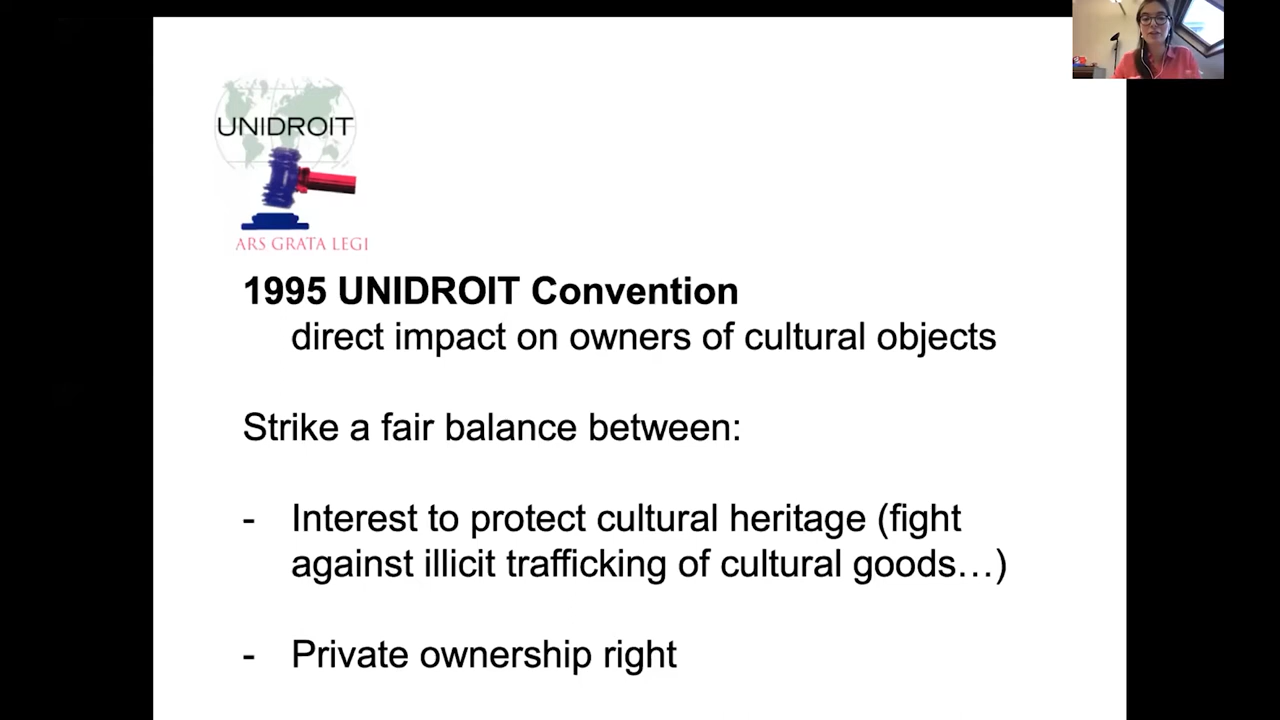 UNIDROIT
ARS GRATA LEGI
1995 UNIDROIT Convention
direct impact on owners of cultural objects
Strike a fair balance between:
- Interest to protect cultural heritage (fight
against illicit trafficking of cultural goods…)
- Private ownership right